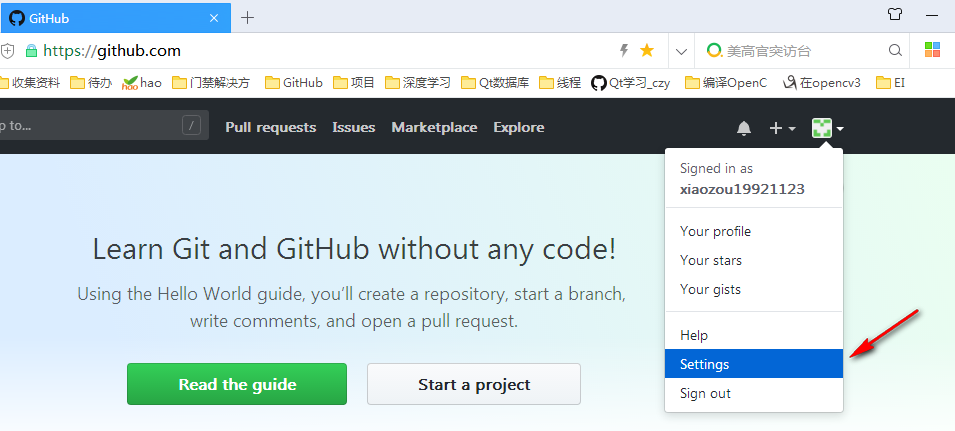 GitHub
https://github.com
美高官突访台
收集资料 待办 hao 门禁解决方 GitHub 项目 深度学习 Qt数据库 线程 Qt学习_czy 编译OpenC 在opencv3 EI
p to... / Pull requests Issues Marketplace Explore
Signed in as
xiaozou19921123
Your profile
Your stars
Your gists
Help
Settings
Sign out
Learn Git and GitHub without any code!
Using the Hello World guide, you’ll create a repository, start a branch,
write comments, and open a pull request.
Read the guide Start a project